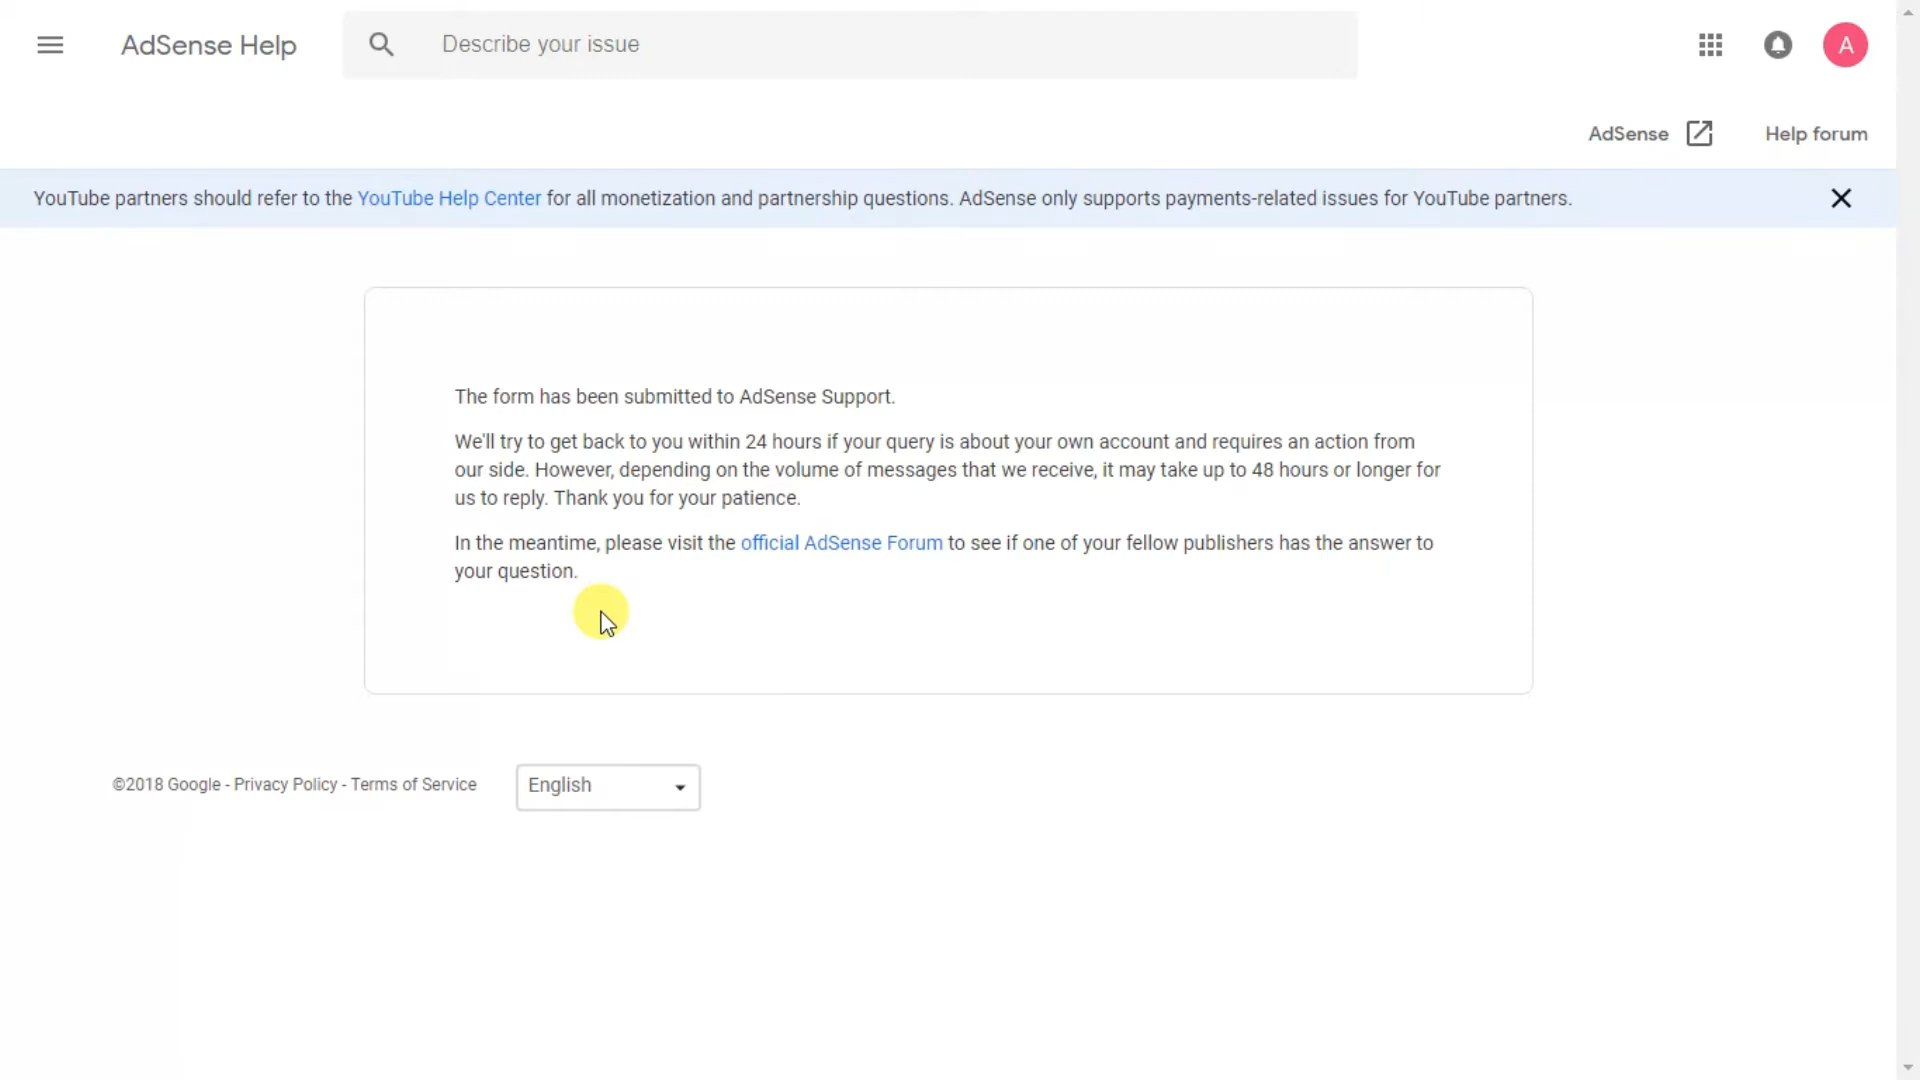 AdSense Help
Describe your issue
A
AdSense
Help forum
YouTube partners should refer to the YouTube Help Center for all monetization and partnership questions. AdSense only supports payments-related issues for YouTube partners.
The form has been submitted to AdSense Support.
We'll try to get back to you within 24 hours if your query is about your own account and requires an action from
our side. However, depending on the volume of messages that we receive, it may take up to 48 hours or longer for
us to reply. Thank you for your patience.
In the meantime, please visit the official AdSense Forum to see if one of your fellow publishers has the answer to
your question.
©2018 Google - Privacy Policy - Terms of Service
English